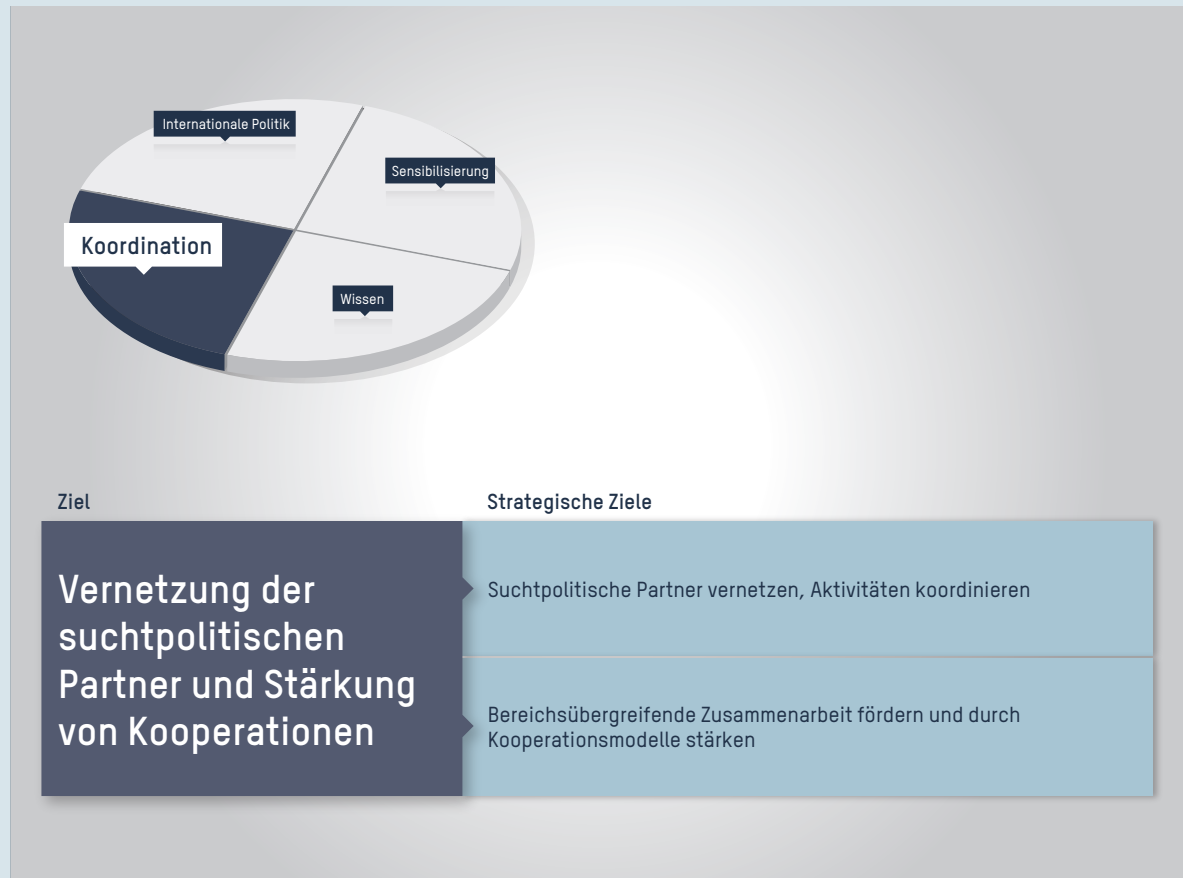 Internationale Politik
Sensibilisierung
Koordination
Wissen
Ziel
Strategische Ziele
Vernetzung der
suchtpolitischen
Partner und Stärkung
von Kooperationen
Suchtpolitische Partner vernetzen, Aktivitäten koordinieren
Bereichsübergreifende Zusammenarbeit fördern und durch
Kooperationsmodelle stärken